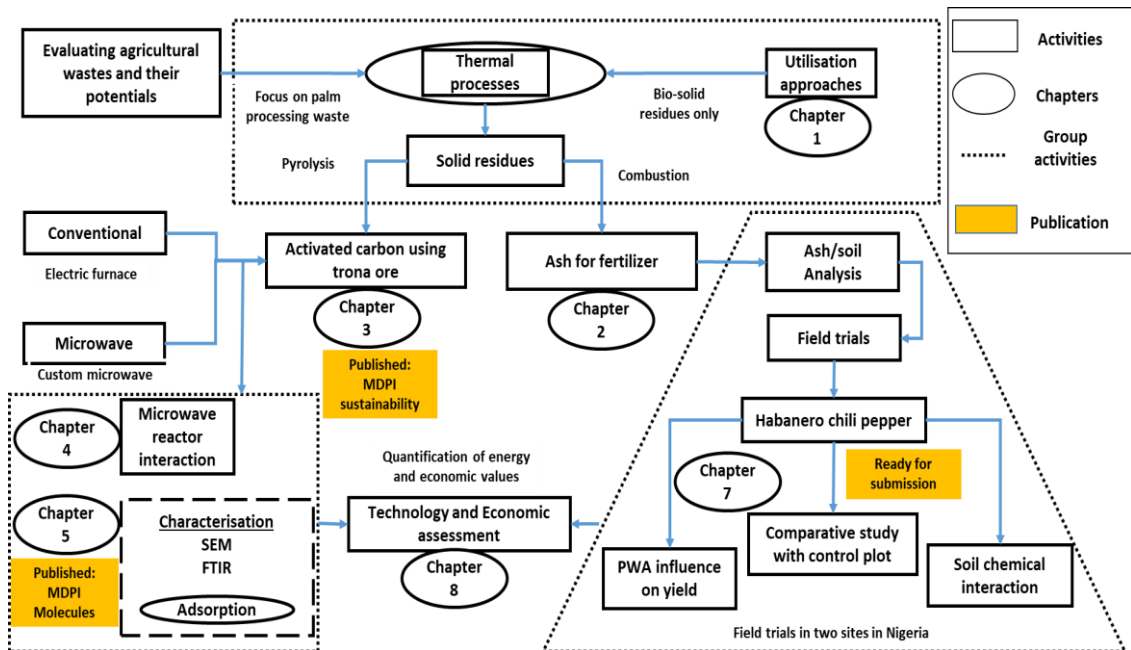 Evaluating agricultural
wastes and their
potentials
Focus on palm
processing waste
Thermal
processes
Bio-solid
residues only
Utilisation
approaches
Chapter
1
Solid residues
Pyrolysis
Combustion
Activities
Chapters
Group
activities
Publication
Conventional
Electric furnace
Microwave
Custom microwave
Activated carbon using
trona ore
Chapter
3
Published:
MDPI
sustainability
Ash for fertilizer
Chapter
2
Ash/soil
Analysis
Field trials
Habanero chili pepper
Chapter
7
Ready for
submission
PWA influence
on yield
Comparative study
with control plot
Soil chemical
interaction
Field trials in two sites in Nigeria
Chapter
4
Microwave
reactor
interaction
Chapter
5
Published:
MDPI
Molecules
Characterisation
SEM
FTIR
Adsorption
Quantification of energy
and economic values
Technology and Economic
assessment
Chapter
8